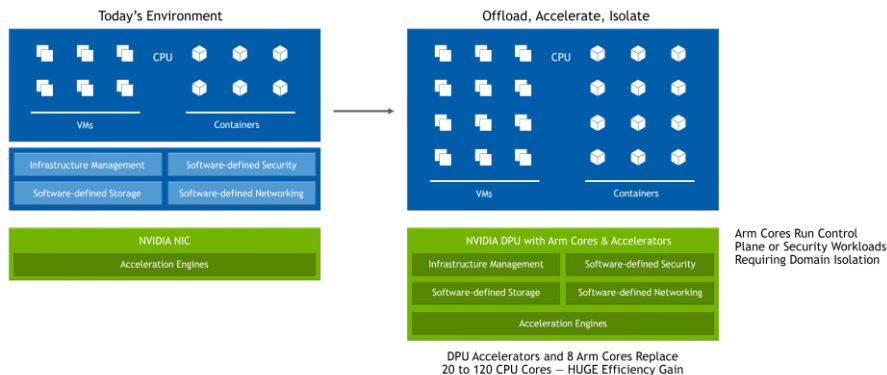 Today's Environment
CPU
VMs
Containers
Infrastructure Management
Software-defined Security
Software-defined Storage
Software-defined Networking
NVIDIA NIC
Acceleration Engines
Offload, Accelerate, Isolate
CPU
VMs
Containers
NVIDIA DPU with Arm Cores & Accelerators
Infrastructure Management
Software-defined Security
Software-defined Storage
Software-defined Networking
Acceleration Engines
Arm Cores Run Control
Plane or Security Workloads
Requiring Domain Isolation
DPU Accelerators and 8 Arm Cores Replace
20 to 120 CPU Cores — HUGE Efficiency Gain